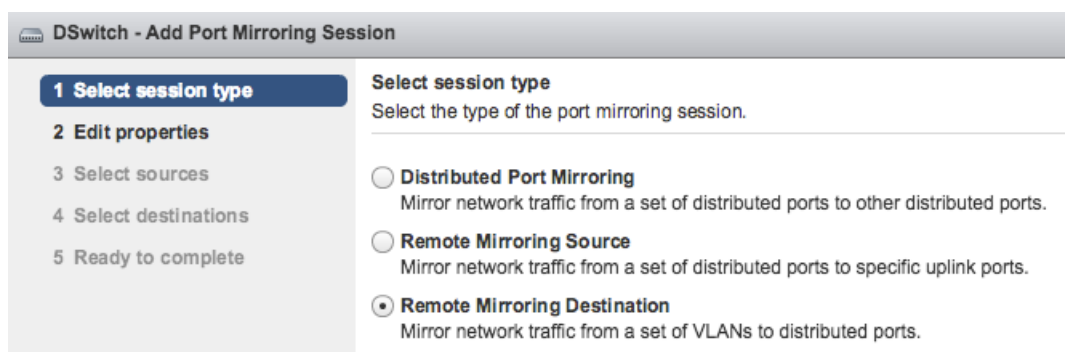 DSwitch - Add Port Mirroring Session
1 Select session type
2 Edit properties
3 Select sources
4 Select destinations
5 Ready to complete
Select session type
Select the type of the port mirroring session.
Distributed Port Mirroring
Mirror network traffic from a set of distributed ports to other distributed ports.
Remote Mirroring Source
Mirror network traffic from a set of distributed ports to specific uplink ports.
Remote Mirroring Destination
Mirror network traffic from a set of VLANs to distributed ports.